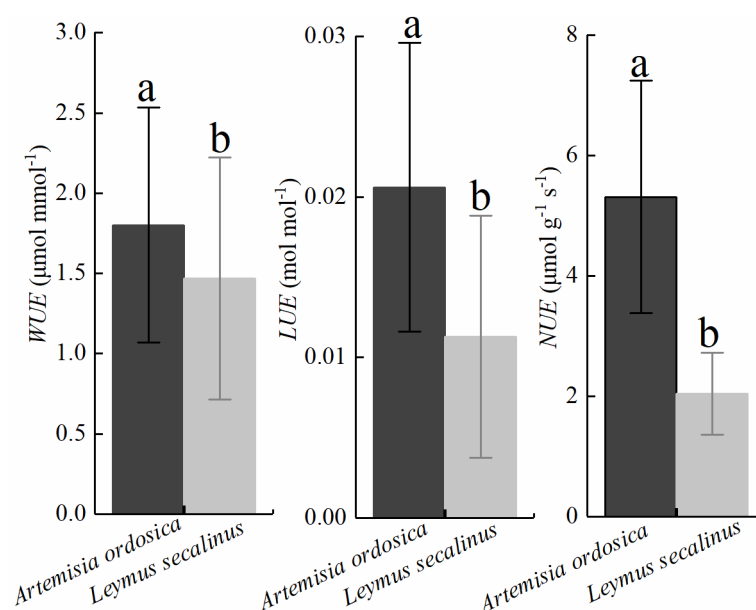 WUE (μmol mmol⁻¹)
3.0
2.5
2.0
1.5
1.0
0.5
0.0
a
b
Artemisia ordosica
Leymus secalinus
LUE (mol mol⁻¹)
0.03
0.02
0.01
0.00
a
b
Artemisia ordosica
Leymus secalinus
NUE (μmol g⁻¹ s⁻¹)
8
6
4
2
0
a
b
Artemisia ordosica
Leymus secalinus